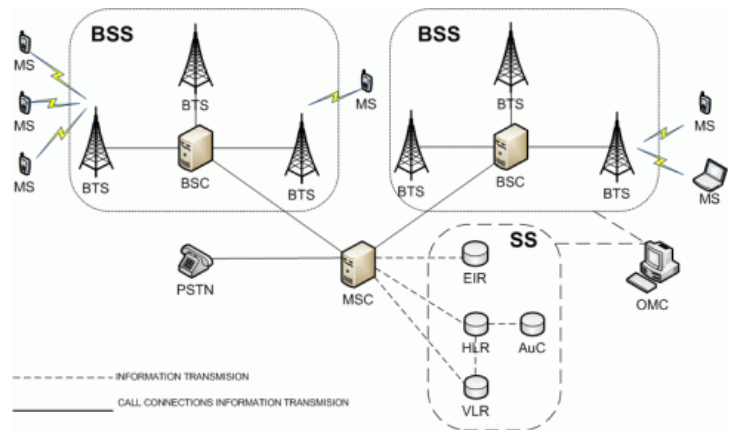 BSS
BSS
MS
BTS
BTS
MS
MS
MS
MS
BTS
BSC
BTS
BTS
BSC
BTS
MS
MS
SS
PSTN
MSC
EIR
OMC
HLR
AuC
INFORMATION TRANSMISION
VLR
CALL CONNECTIONS INFORMATION TRANSMISION